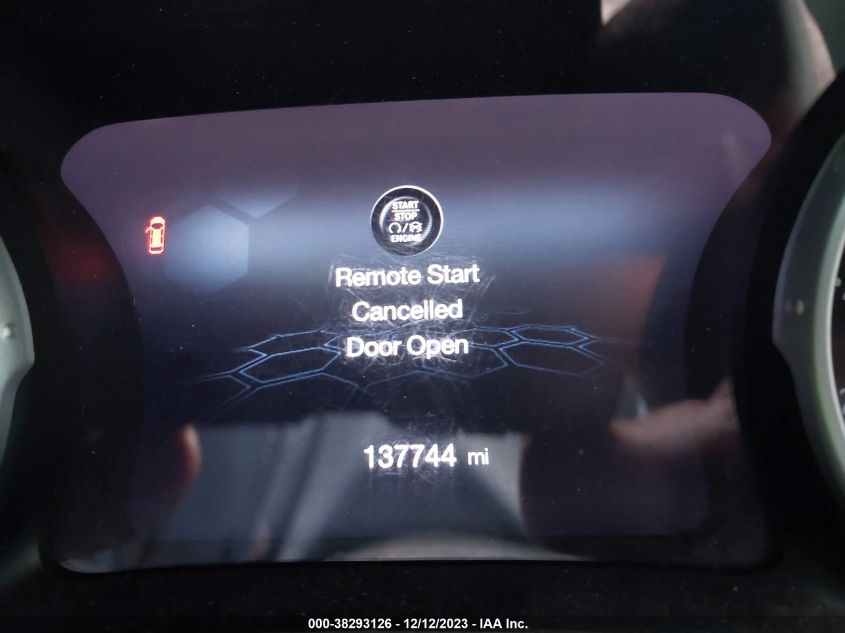 START
STOP
ENGINE
Remote Start
Cancelled
Door Open
137744 mi
000-38293126 - 12/12/2023 - IAA Inc.